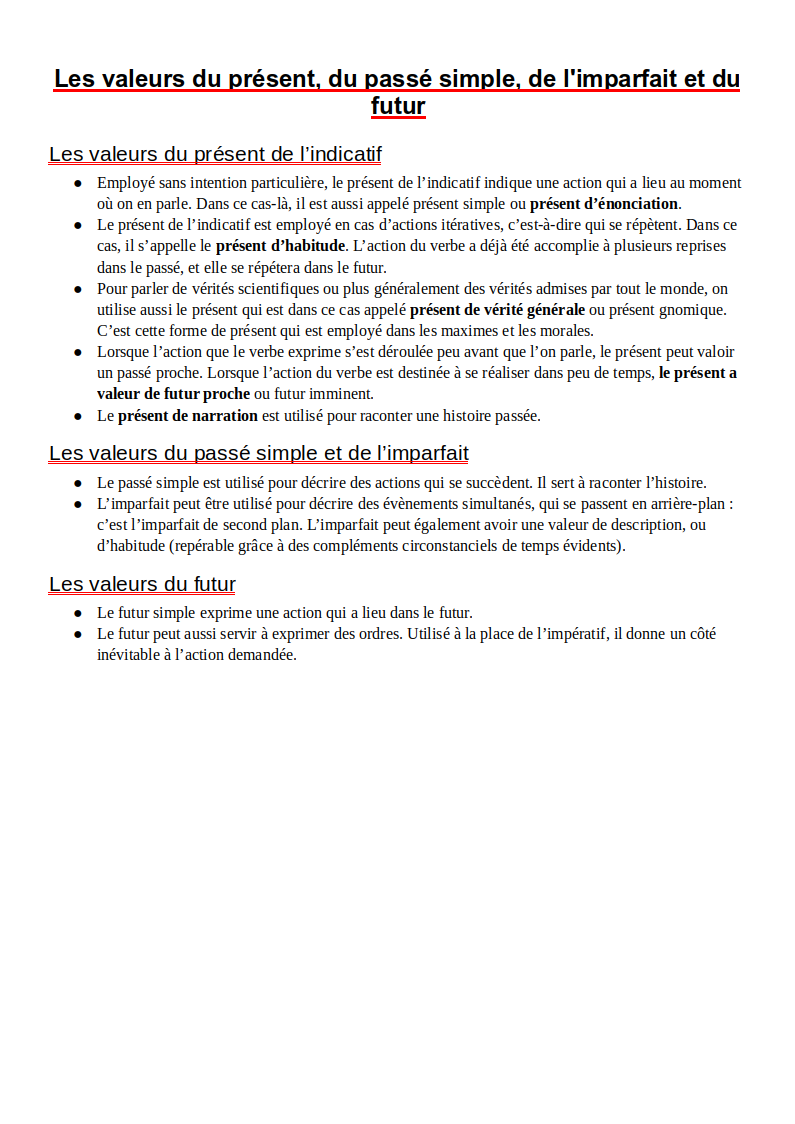 Les valeurs du présent, du passé simple, de l'imparfait et du
futur
Les valeurs du présent de l’indicatif
● Employé sans intention particulière, le présent de l’indicatif indique une action qui a lieu au moment
où on en parle. Dans ce cas-là, il est aussi appelé présent simple ou présent d’énonciation.
● Le présent de l’indicatif est employé en cas d’actions itératives, c’est-à-dire qui se répètent. Dans ce
cas, il s’appelle le présent d’habitude. L’action du verbe a déjà été accomplie à plusieurs reprises
dans le passé, et elle se répétera dans le futur.
● Pour parler de vérités scientifiques ou plus généralement des vérités admises par tout le monde, on
utilise aussi le présent qui est dans ce cas appelé présent de vérité générale ou présent gnomique.
C’est cette forme de présent qui est employé dans les maximes et les morales.
● Lorsque l’action que le verbe exprime s’est déroulée peu avant que l’on parle, le présent peut valoir
un passé proche. Lorsque l’action du verbe est destinée à se réaliser dans peu de temps, le présent a
valeur de futur proche ou futur imminent.
● Le présent de narration est utilisé pour raconter une histoire passée.
Les valeurs du passé simple et de l’imparfait
● Le passé simple est utilisé pour décrire des actions qui se succèdent. Il sert à raconter l’histoire.
● L’imparfait peut être utilisé pour décrire des évènements simultanés, qui se passent en arrière-plan :
c’est l’imparfait de second plan. L’imparfait peut également avoir une valeur de description, ou
d’habitude (repérable grâce à des compléments circonstanciels de temps évidents).
Les valeurs du futur
● Le futur simple exprime une action qui a lieu dans le futur.
● Le futur peut aussi servir à exprimer des ordres. Utilisé à la place de l’impératif, il donne un côté
inévitable à l’action demandée.